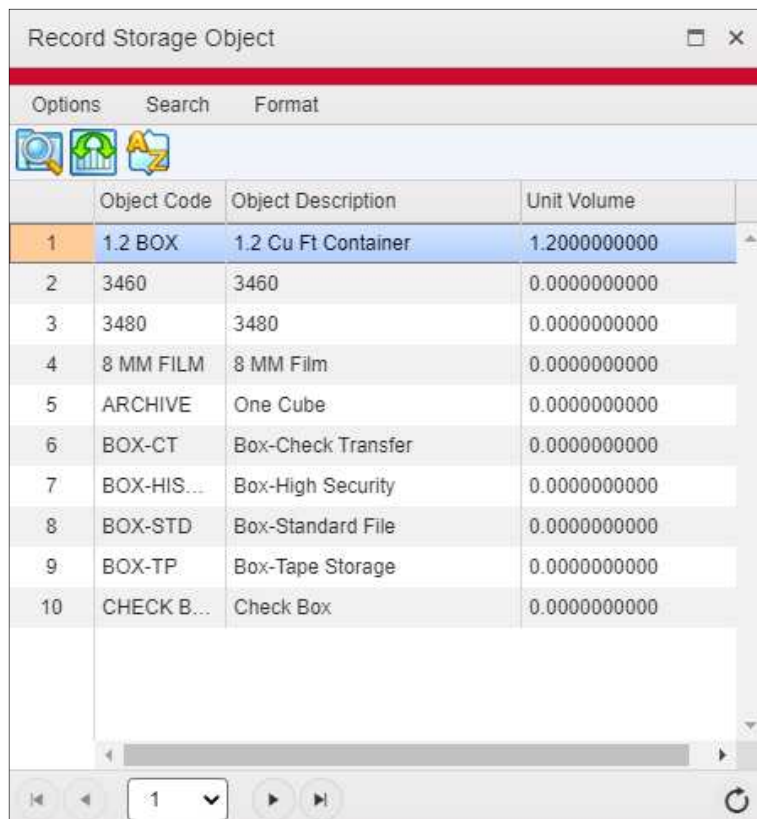 Record Storage Object
Options Search Format
A Z
Object Code Object Description Unit Volume
1 1.2 BOX 1.2 Cu Ft Container 1.2000000000
2 3460 3460 0.0000000000
3 3480 3480 0.0000000000
4 8 MM FILM 8 MM Film 0.0000000000
5 ARCHIVE One Cube 0.0000000000
6 BOX-CT Box-Check Transfer 0.0000000000
7 BOX-HIS... Box-High Security 0.0000000000
8 BOX-STD Box-Standard File 0.0000000000
9 BOX-TP Box-Tape Storage 0.0000000000
10 CHECK B... Check Box 0.0000000000
1